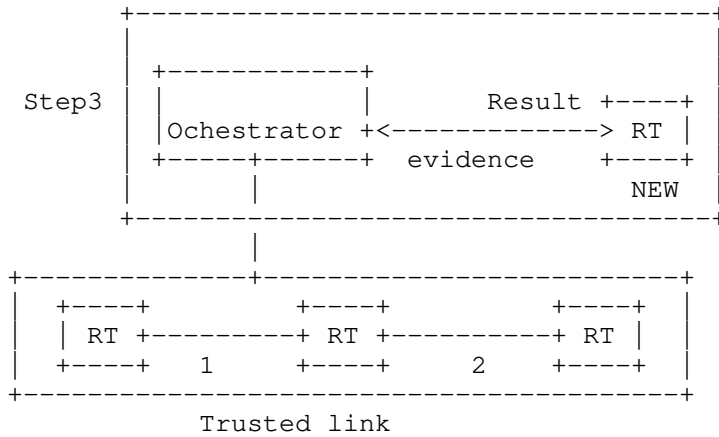 Step3
Result
RT
Ochestrator
evidence
NEW
RT RT RT
1 2
Trusted link